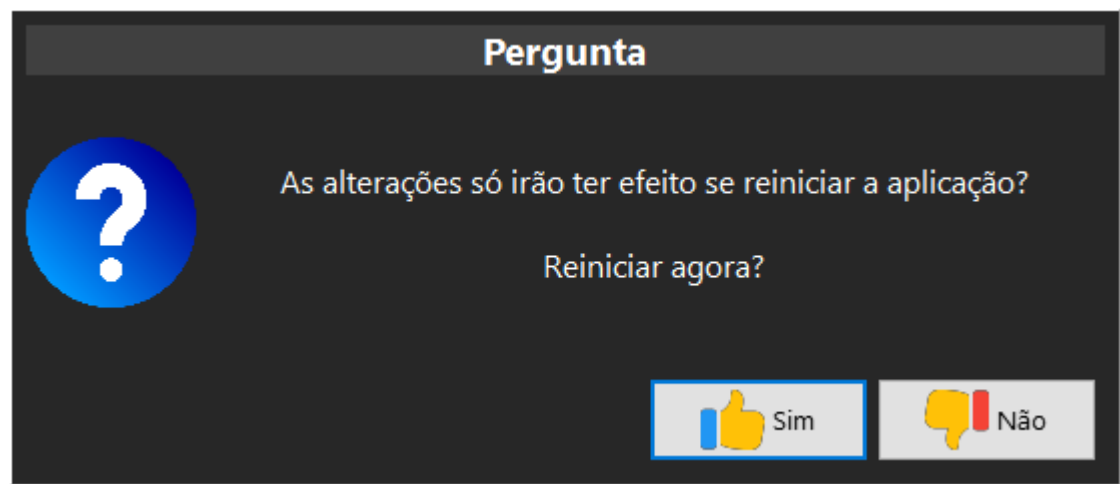 Pergunta
As alterações só irão ter efeito se reiniciar a aplicação?
Reiniciar agora?
Sim
Não